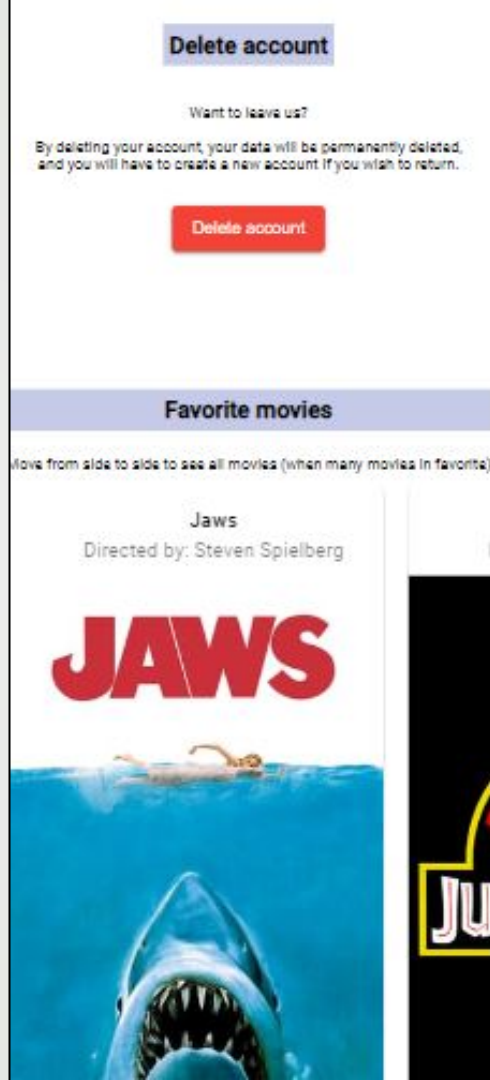 Delete account
Want to leave us?
By deleting your account, your data will be permanently deleted,
and you will have to create a new account if you wish to return.
Delete account
Favorite movies
Move from side to side to see all movies (when many movies in favorite)
Jaws
Directed by: Steven Spielberg
JAWS
Ju